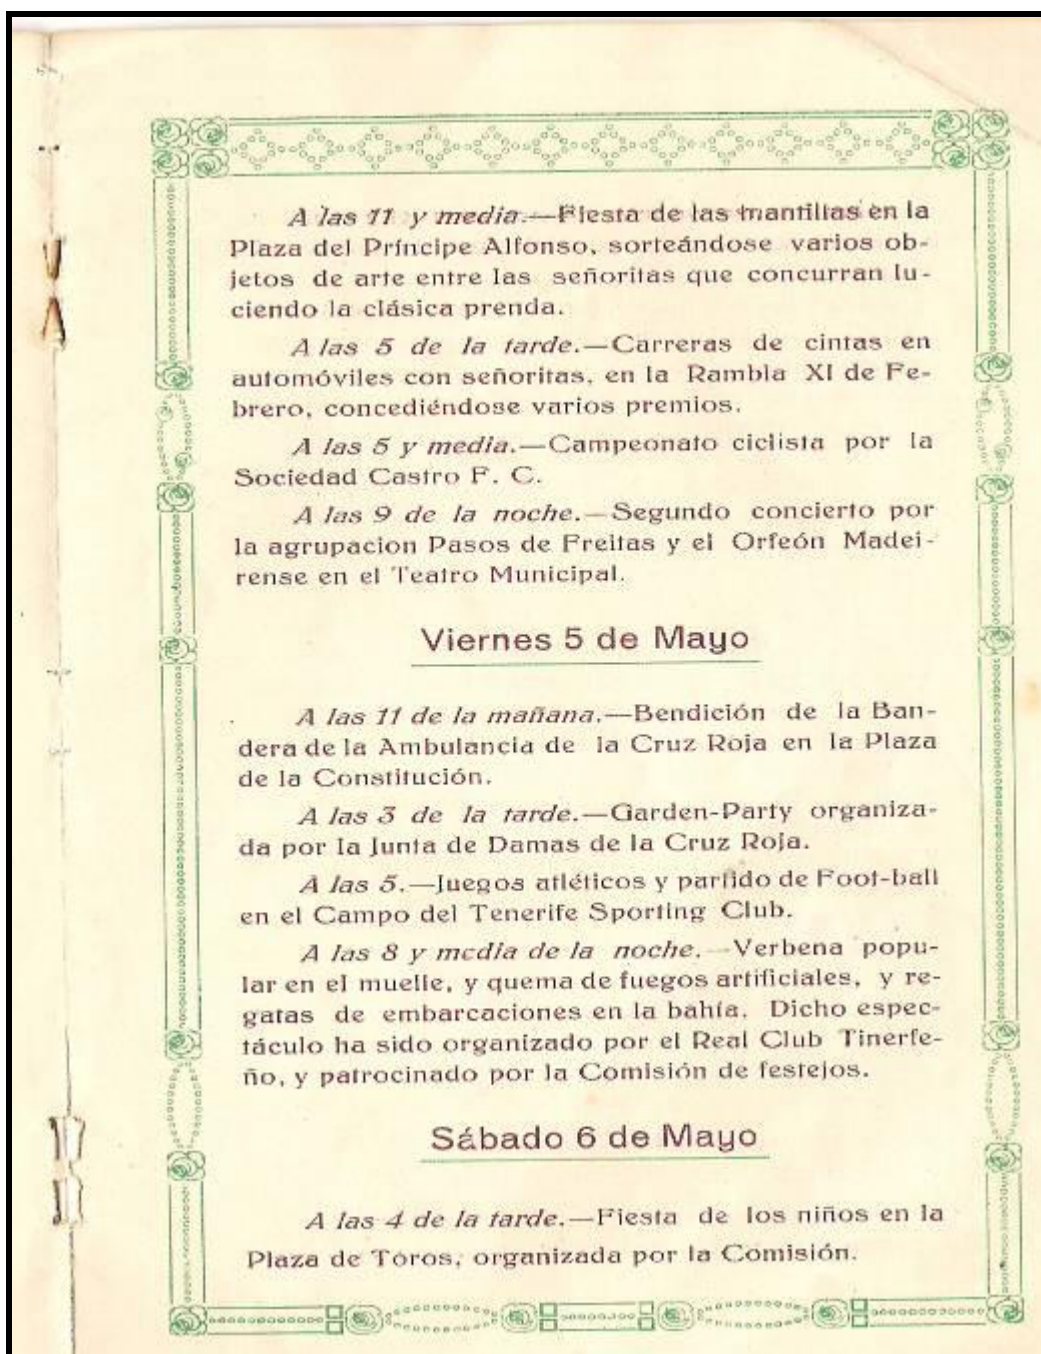 A las 11 y media.—Fiesta de las mantillas en la
Plaza del Príncipe Alfonso, sorteándose varios ob-
jetos de arte entre las señoritas que concurran lu-
ciendo la clásica prenda.
A las 5 de la tarde.—Carreras de cintas en
automóviles con señoritas, en la Rambla XI de Fe-
brero, concediéndose varios premios.
A las 5 y media.—Campeonato ciclista por la
Sociedad Castro F. C.
A las 9 de la noche.—Segundo concierto por
la agrupacion Pasos de Freitas y el Orfeón Madei-
rense en el Teatro Municipal.
Viernes 5 de Mayo
A las 11 de la mañana.—Bendición de la Ban-
dera de la Ambulancia de la Cruz Roja en la Plaza
de la Constitución.
A las 3 de la tarde.—Garden-Party organiza-
da por la Junta de Damas de la Cruz Roja.
A las 5.—Juegos atléticos y partido de Foot-ball
en el Campo del Tenerife Sporting Club.
A las 8 y media de la noche.—Verbena popu-
lar en el muelle, y quema de fuegos artificiales, y re-
gatas de embarcaciones en la bahía. Dicho espec-
táculo ha sido organizado por el Real Club Tinerfe-
ño, y patrocinado por la Comisión de festejos.
Sábado 6 de Mayo
A las 4 de la tarde.—Fiesta de los niños en la
Plaza de Toros, organizada por la Comisión.